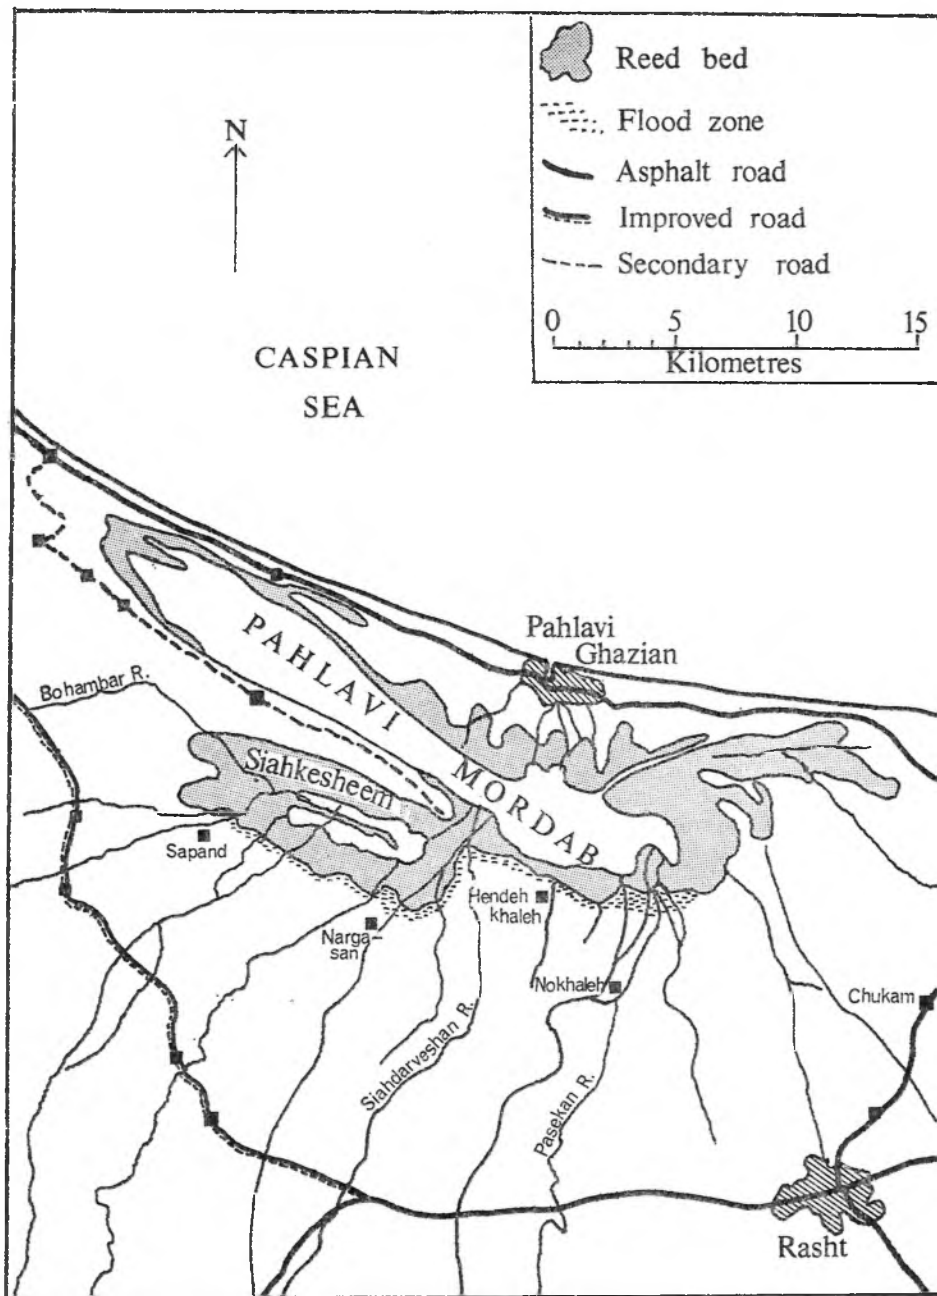 Reed bed
Flood zone
Asphalt road
Improved road
Secondary road
0 5 10 15
Kilometres
N
CASPIAN
SEA
Pahlavi
Ghazian
PAHLAVI
MORDAB
Bohambar R.
Siahkesheem
Sapand
Narga-
san
Hendeh
khaleh
Nokhaleh
Chukam
Siahdarveshan R.
Pasekan R.
Rasht